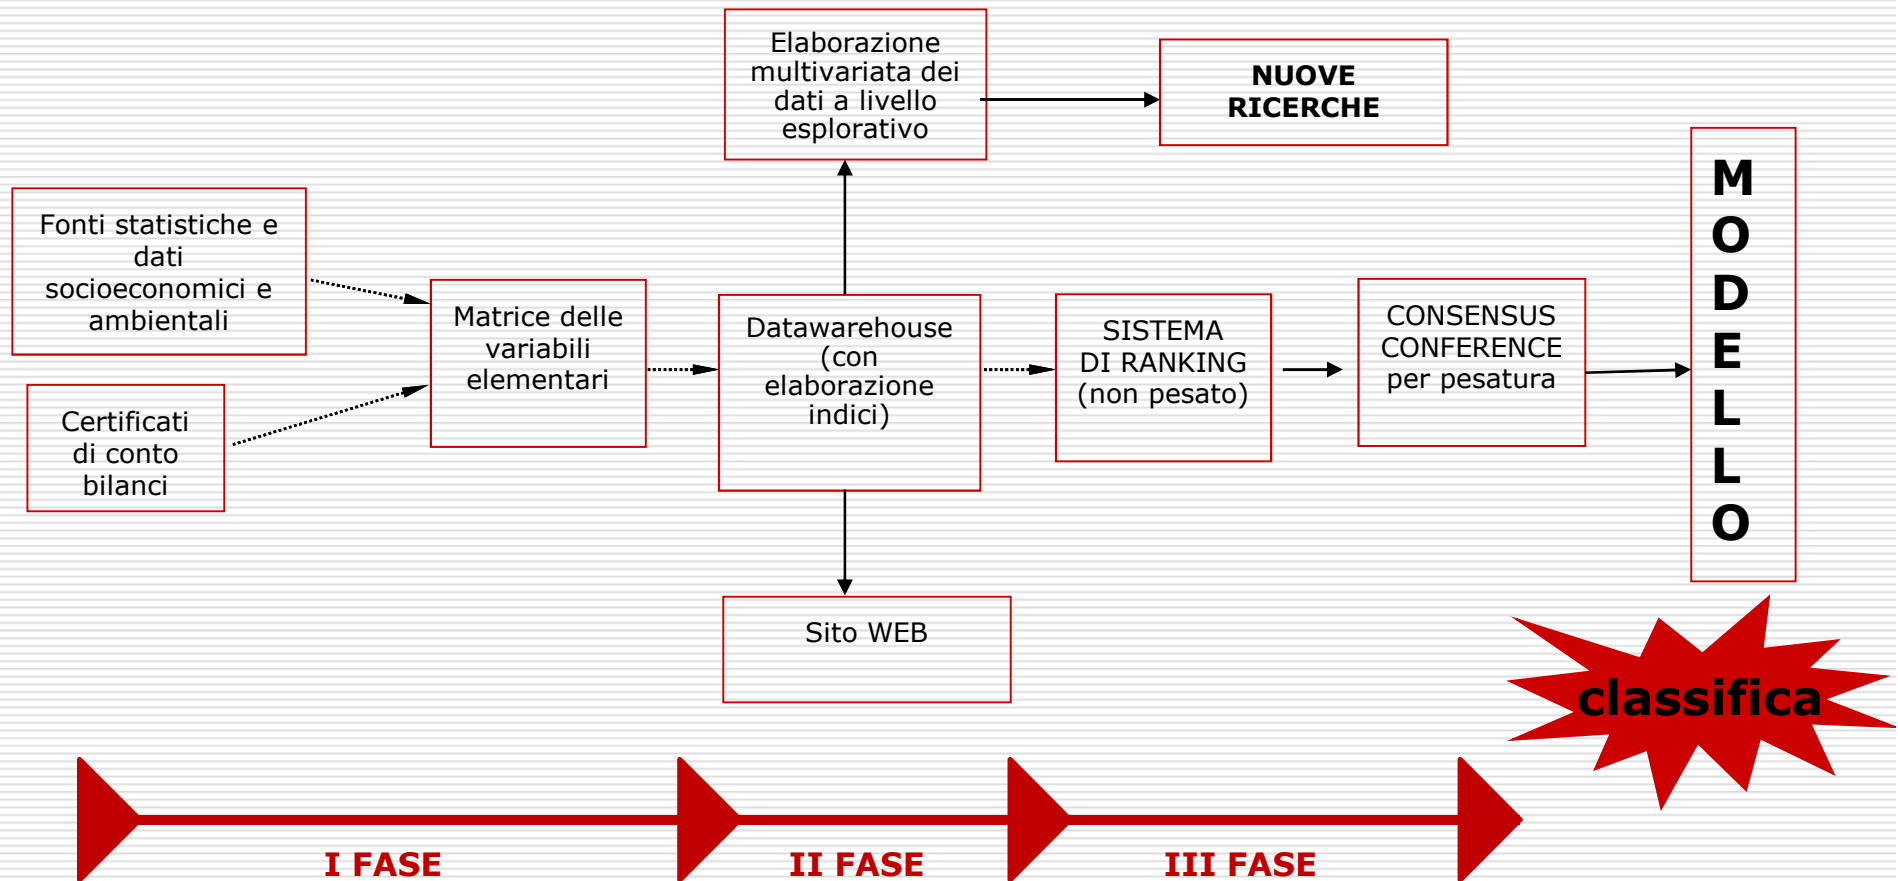 Elaborazione
multivariata dei
dati a livello
esplorativo
NUOVE
RICERCHE
Fonti statistiche e
dati
socioeconomici e
ambientali
Certificati
di conto
bilanci
Matrice delle
variabili
elementari
Datawarehouse
(con
elaborazione
indici)
SISTEMA
DI RANKING
(non pesato)
CONSENSUS
CONFERENCE
per pesatura
M
O
D
E
L
L
O
Sito WEB
classifica
I FASE
II FASE
III FASE